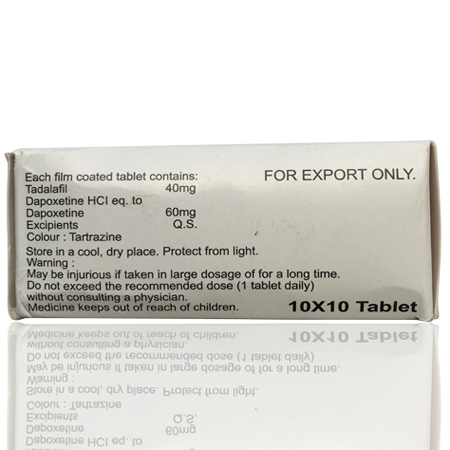 Each film coated tablet contains:
FOR EXPORT ONLY.
Tadalafil 40mg
Dapoxetine HCl eq. to
Dapoxetine 60mg
Excipients Q.S.
Colour : Tartrazine
Store in a cool, dry place. Protect from light.
Warning :
May be injurious if taken in large dosage of for a long time.
Do not exceed the recommended dose (1 tablet daily)
without consulting a physician.
Medicine keeps out of reach of children.
10X10 Tablet